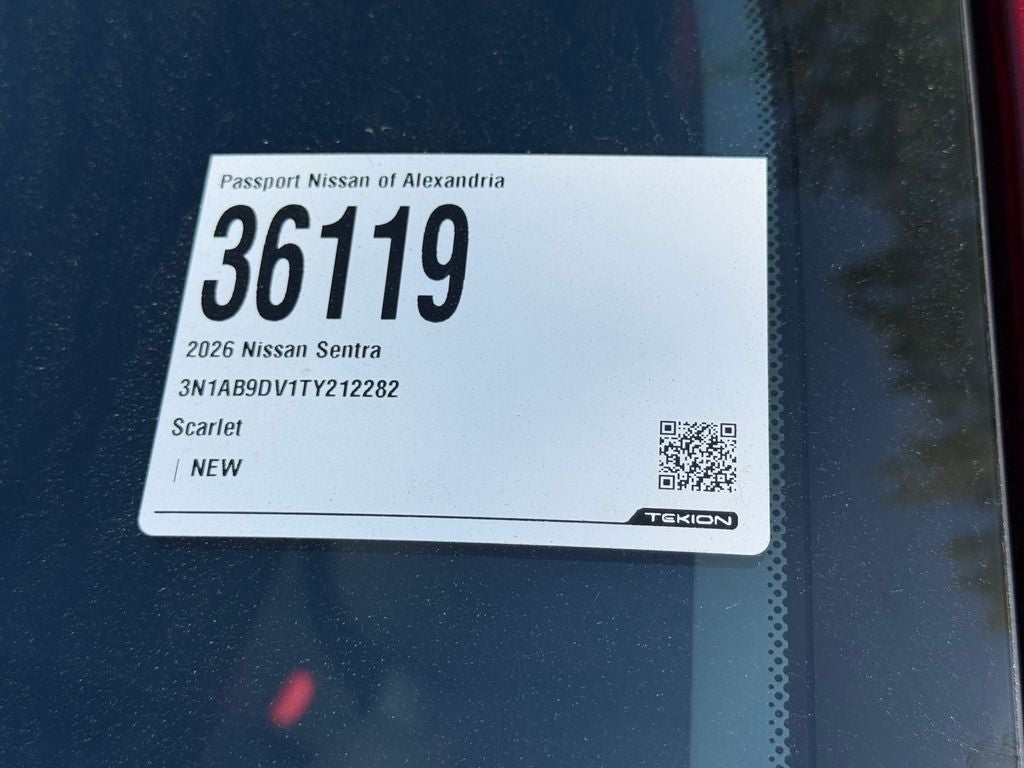 Passport Nissan of Alexandria
36119
2026 Nissan Sentra
3N1AB9DV1TY212282
Scarlet
| NEW
TEKION